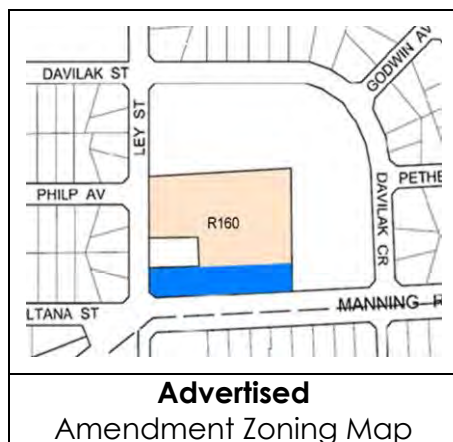 DAVILAK ST
GODWIN AV
LEY ST
PHILP AV
R160
DAVILAK CR
PETHE
LTANA ST
MANNING R
Advertised
Amendment Zoning Map